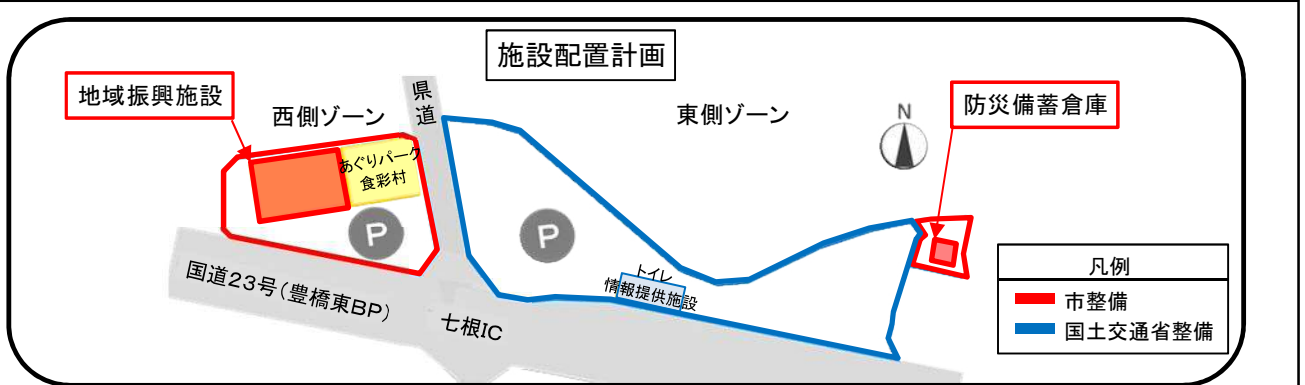 施設配置計画
地域振興施設
西側ゾーン
県道
東側ゾーン
N
防災備蓄倉庫
あぐりパーク
食彩村
P
P
トイレ
情報提供施設
国道23号(豊橋東BP)
七根IC
凡例
市整備
国土交通省整備